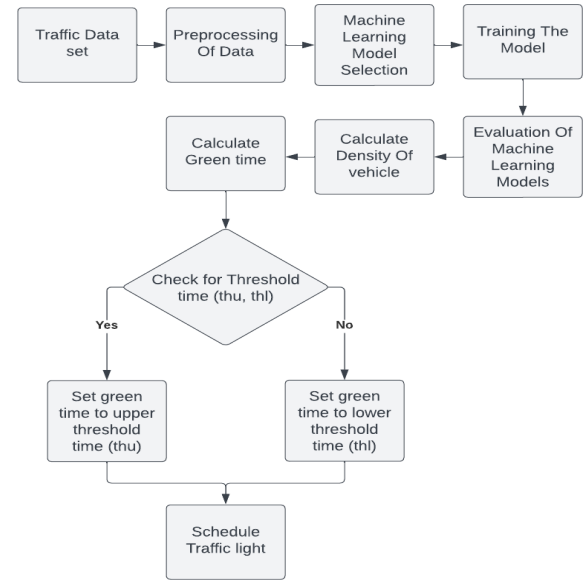 Traffic Data
set
Preprocessing
Of Data
Machine
Learning
Model
Selection
Training The
Model
Evaluation Of
Machine
Learning
Models
Calculate
Density Of
vehicle
Calculate
Green time
Check for Threshold
time (thu, thl)
Yes
No
Set green
time to upper
threshold
time (thu)
Set green
time to lower
threshold
time (thl)
Schedule
Traffic light